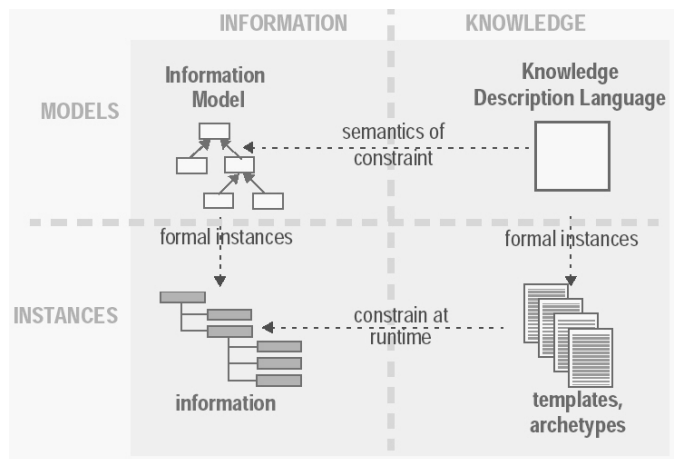 INFORMATION
KNOWLEDGE
MODELS
Information
Model
Knowledge
Description Language
semantics of
constraint
formal instances
formal instances
INSTANCES
constrain at
runtime
information
templates,
archetypes